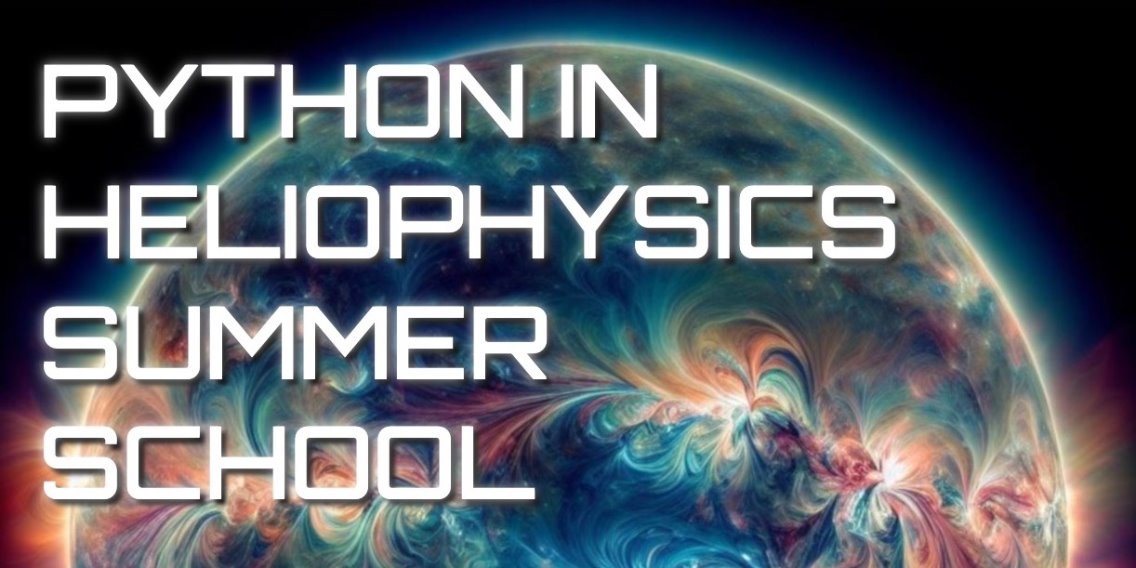 PYTHON IN
HELIOPHYSICS
SUMMER
SCHOOL